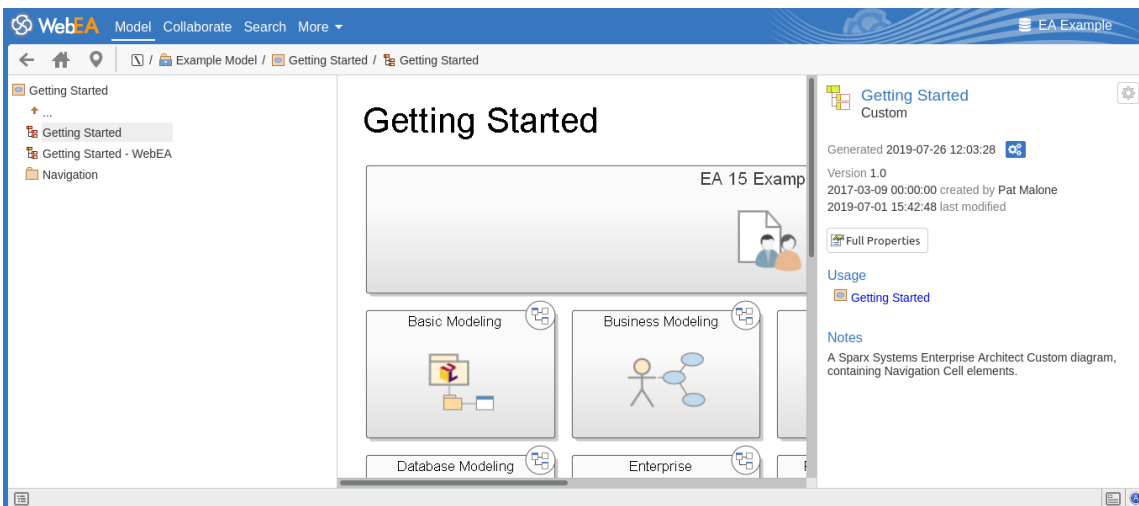 WebEA Model Collaborate Search More EA Example
/ Example Model / Getting Started / Getting Started
Getting Started
...
Getting Started
Getting Started - WebEA
Navigation
Getting Started
EA 15 Examp
Basic Modeling
Business Modeling
Database Modeling
Enterprise
Getting Started
Custom
Generated 2019-07-26 12:03:28
Version 1.0
2017-03-09 00:00:00 created by Pat Malone
2019-07-01 15:42:48 last modified
Full Properties
Usage
Getting Started
Notes
A Sparx Systems Enterprise Architect Custom diagram,
containing Navigation Cell elements.